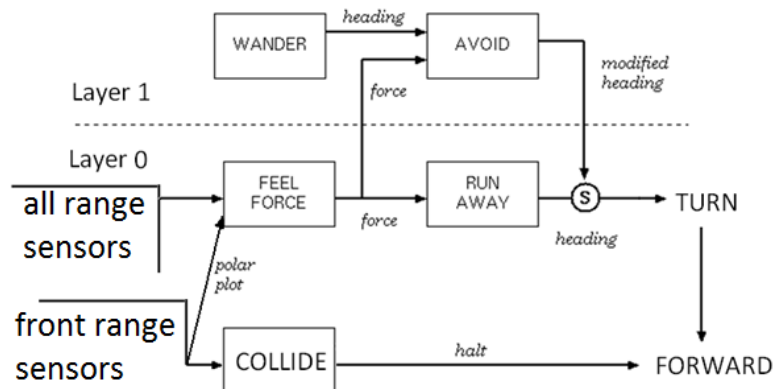 heading
WANDER
AVOID
modified
heading
Layer 1
force
Layer 0
FEEL
FORCE
RUN
AWAY
S
all range
sensors
TURN
force
heading
polar
plot
front range
sensors
COLLIDE
halt
FORWARD